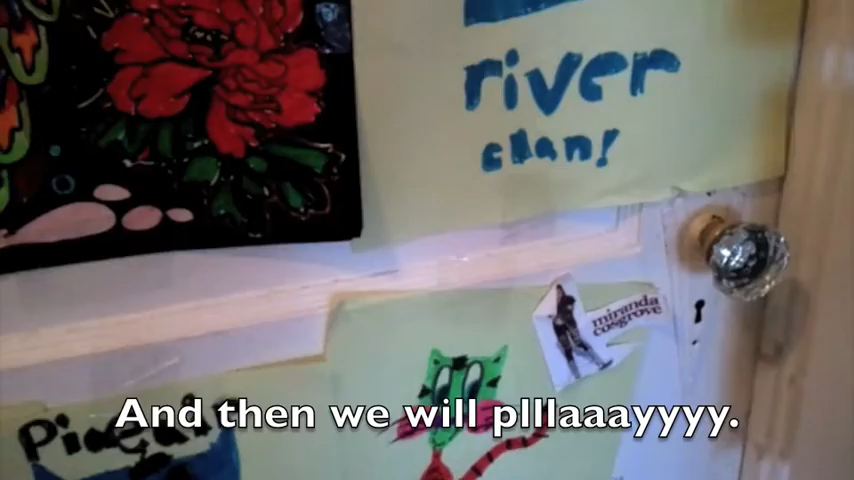 river
clan!
miranda
cosgrove
And then we will plllaaayyyy.